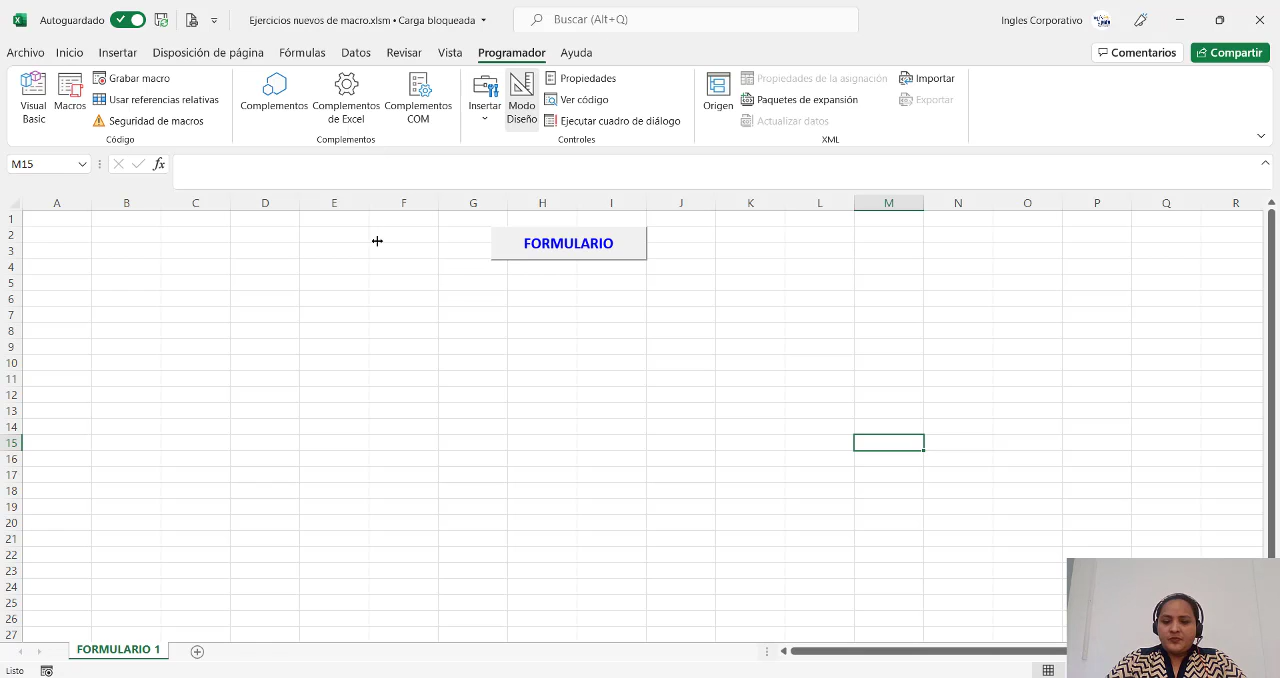 Autoguardado
Ejercicios nuevos de macro.xlsm • Carga bloqueada
Buscar (Alt+Q)
Ingles Corporativo
Archivo Inicio Insertar Disposición de página Fórmulas Datos Revisar Vista Programador Ayuda
Comentarios Compartir
Visual Basic
Macros
Grabar macro
Usar referencias relativas
Seguridad de macros
Código
Complementos
Complementos de Excel
Complementos COM
Complementos
Insertar
Modo Diseño
Propiedades
Ver código
Ejecutar cuadro de diálogo
Controles
Origen
Propiedades de la asignación
Paquetes de expansión
Actualizar datos
Importar
Exportar
XML
M15
fx
A B C D E F G H I J K L M N O P Q R
1
2
3
4
5
6
7
8
9
10
11
12
13
14
15
16
17
18
19
20
21
22
23
24
25
26
27
FORMULARIO
FORMULARIO 1
Listo